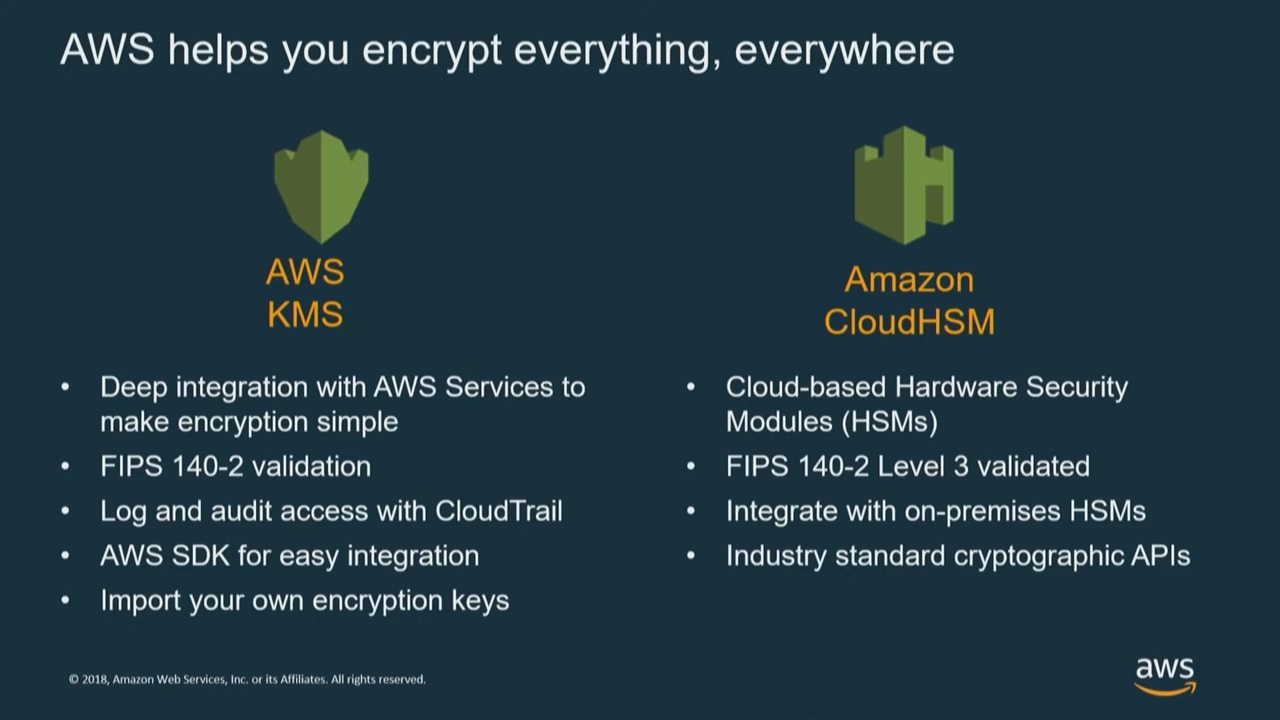 AWS helps you encrypt everything, everywhere
AWS
KMS
• Deep integration with AWS Services to
make encryption simple
• FIPS 140-2 validation
• Log and audit access with CloudTrail
• AWS SDK for easy integration
• Import your own encryption keys
Amazon
CloudHSM
• Cloud-based Hardware Security
Modules (HSMs)
• FIPS 140-2 Level 3 validated
• Integrate with on-premises HSMs
• Industry standard cryptographic APIs
© 2018, Amazon Web Services, Inc. or its Affiliates. All rights reserved.
aws